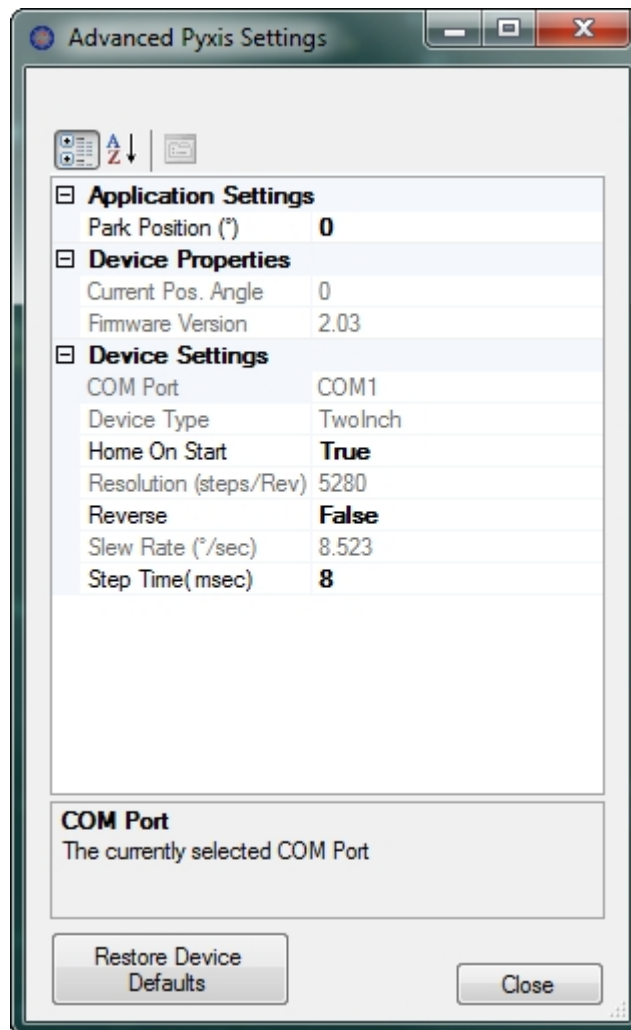 Advanced Pyxis Settings
Application Settings
Park Position (°) 0
Device Properties
Current Pos. Angle 0
Firmware Version 2.03
Device Settings
COM Port COM1
Device Type TwoInch
Home On Start True
Resolution (steps/Rev) 5280
Reverse False
Slew Rate (°/sec) 8.523
Step Time( msec) 8
COM Port
The currently selected COM Port
Restore Device
Defaults
Close